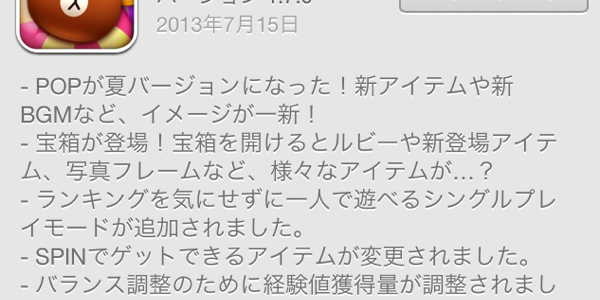 2013年7月15日
- POPが夏バージョンになった！新アイテムや新
BGMなど、イメージが一新！
- 宝箱が登場！宝箱を開けるとルビーや新登場アイテ
ム、写真フレームなど、様々なアイテムが…？
- ランキングを気にせずに一人で遊べるシングルプレ
イモードが追加されました。
- SPINでゲットできるアイテムが変更されました。
- バランス調整のために経験値獲得量が調整されまし